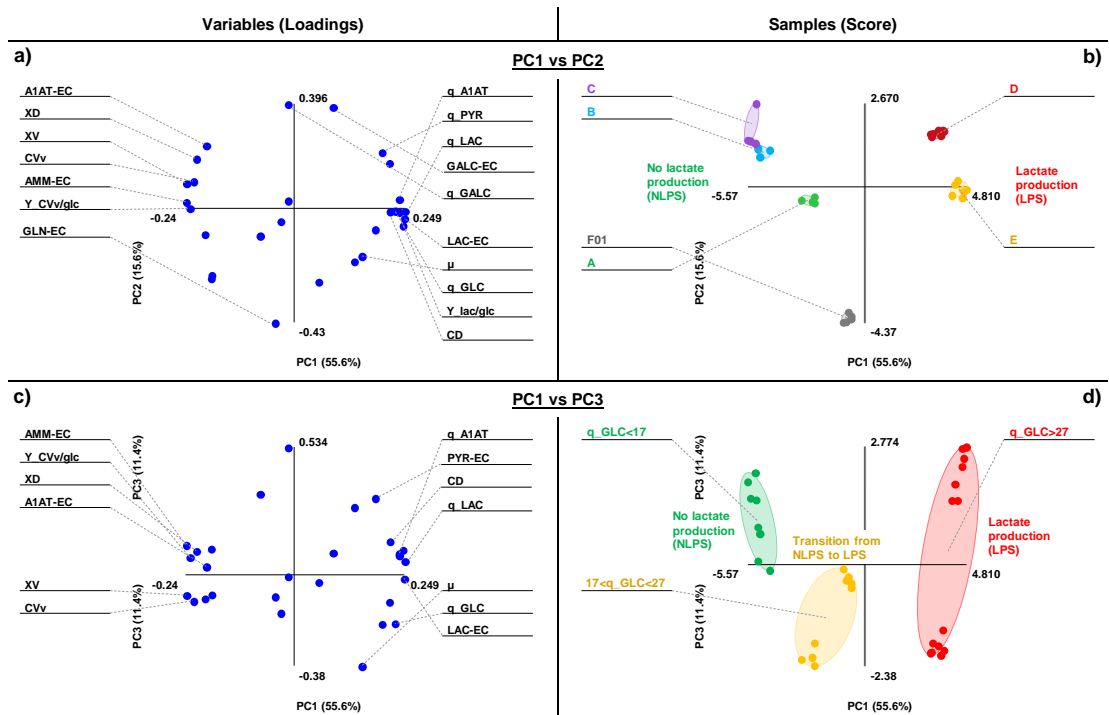 Variables (Loadings)
Samples (Score)
a)
PC1 vs PC2
b)
A1AT-EC
XD
XV
CVv
AMM-EC
Y_CVv/glc
GLN-EC
0.396
-0.24
0.249
-0.43
PC2 (15.6%)
PC1 (55.6%)
q_A1AT
q_PYR
q_LAC
GALC-EC
q_GALC
LAC-EC
µ
q_GLC
Y_lac/glc
CD
C
B
No lactate
production
(NLPS)
F01
A
2.670
-5.57
4.810
-4.37
PC2 (15.6%)
PC1 (55.6%)
D
Lactate
production
(LPS)
E
c)
PC1 vs PC3
d)
AMM-EC
Y_CVv/glc
XD
A1AT-EC
XV
CVv
PC3 (11.4%)
0.534
-0.24
0.249
PC3 (11.4%)
-0.38
PC1 (55.6%)
q_A1AT
PYR-EC
CD
q_LAC
µ
q_GLC
LAC-EC
q_GLC<17
No lactate
production
(NLPS)
17<q_GLC<27
PC3 (11.4%)
2.774
Transition from
NLPS to LPS
-5.57
4.810
PC3 (11.4%)
-2.38
PC1 (55.6%)
q_GLC>27
Lactate
production
(LPS)